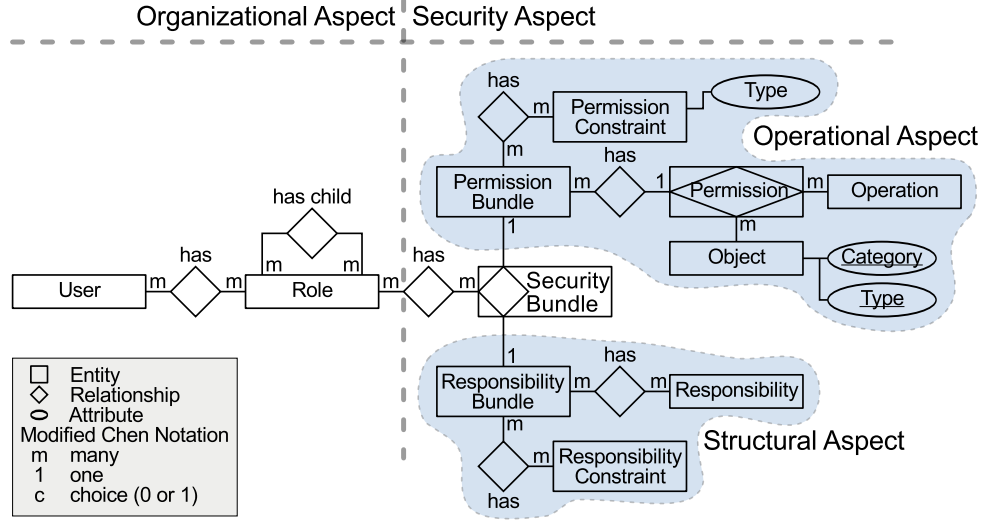 Organizational Aspect
Security Aspect
has
m
Permission
Constraint
Type
Operational Aspect
m
has
Permission
Bundle
m
1
Permission
m
Operation
1
m
Object
Category
Type
has child
m
m
has
has
User
m
m
Role
m
m
Security
Bundle
1
has
Responsibility
Bundle
m
m
Responsibility
m
Structural Aspect
m
Responsibility
Constraint
has
Entity
Relationship
Attribute
Modified Chen Notation
m many
1 one
c choice (0 or 1)